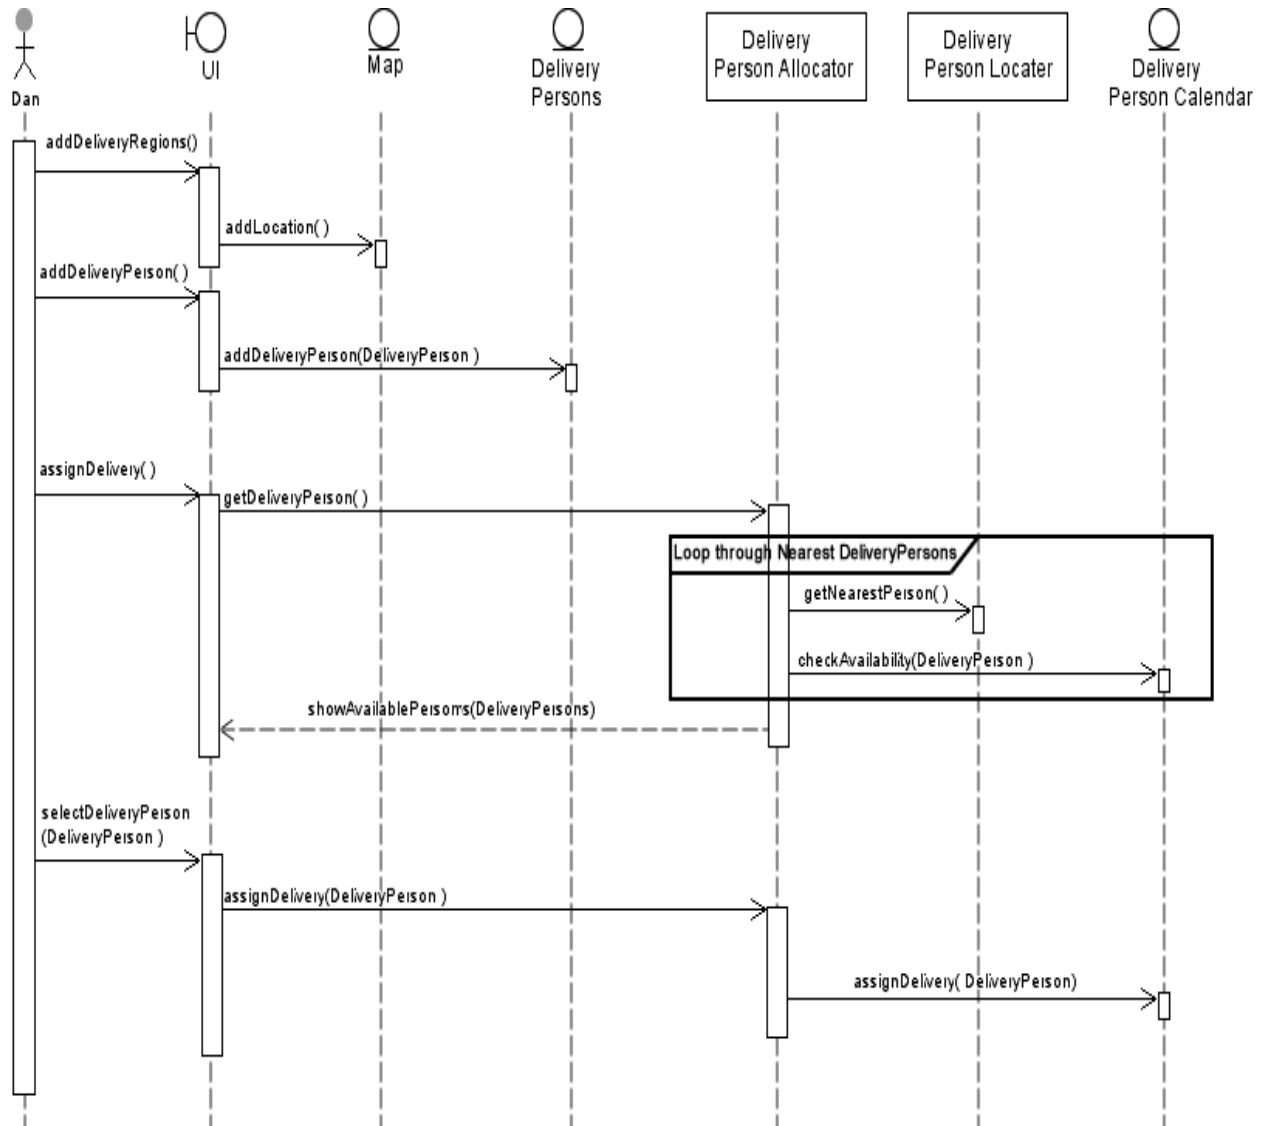 Dan
UI
Map
Delivery
Persons
Delivery
Person Allocator
Delivery
Person Locater
Delivery
Person Calendar
addDeliveryRegions()
addLocation( )
addDeliveryPerson( )
addDeliveryPerson(DeliveryPerson )
assignDelivery( )
getDeliveryPerson( )
Loop through Nearest DeliveryPersons
getNearestPerson( )
checkAvailability(DeliveryPerson )
showAvailablePersons(DeliveryPersons)
selectDeliveryPerson
(DeliveryPerson )
assignDelivery(DeliveryPerson )
assignDelivery( DeliveryPerson)